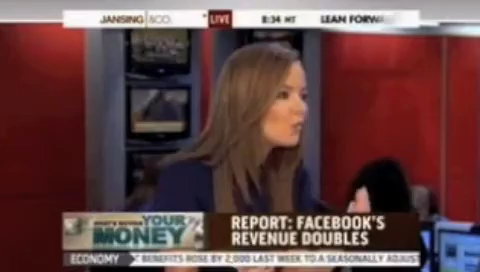 JANSING &CO. LIVE 8:34 MT LEAN FORWARD
YOUR
MONEY
REPORT: FACEBOOK'S
REVENUE DOUBLES
ECONOMY BENEFITS ROSE BY 2,000 LAST WEEK TO A SEASONALLY ADJUST